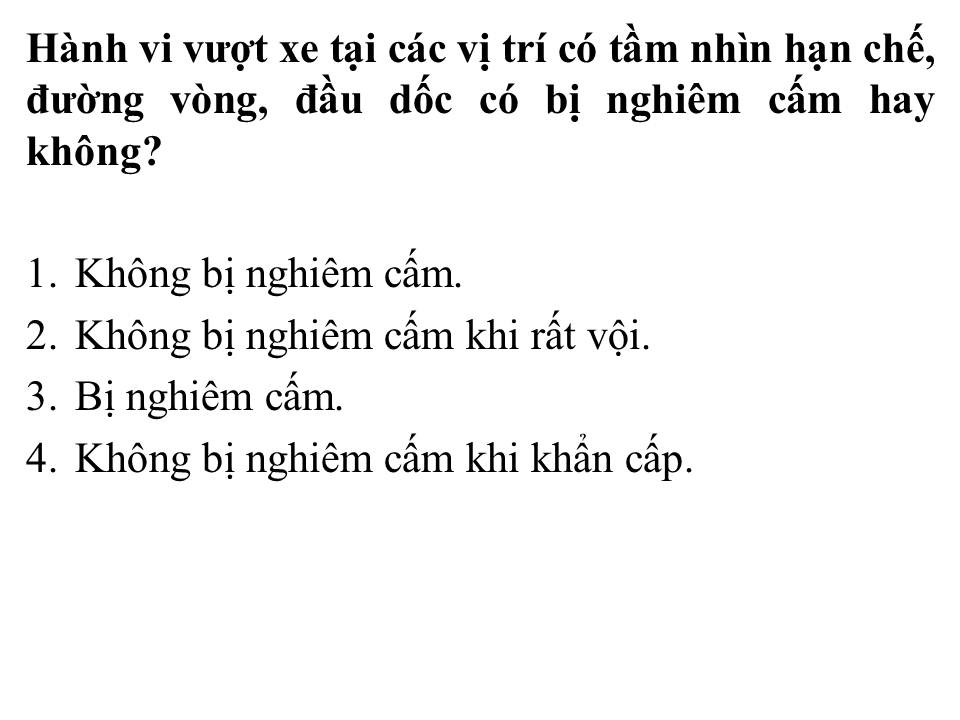 Hành vi vượt xe tại các vị trí có tầm nhìn hạn chế,
đường vòng, đầu dốc có bị nghiêm cấm hay
không?
1. Không bị nghiêm cấm.
2. Không bị nghiêm cấm khi rất vội.
3. Bị nghiêm cấm.
4. Không bị nghiêm cấm khi khẩn cấp.